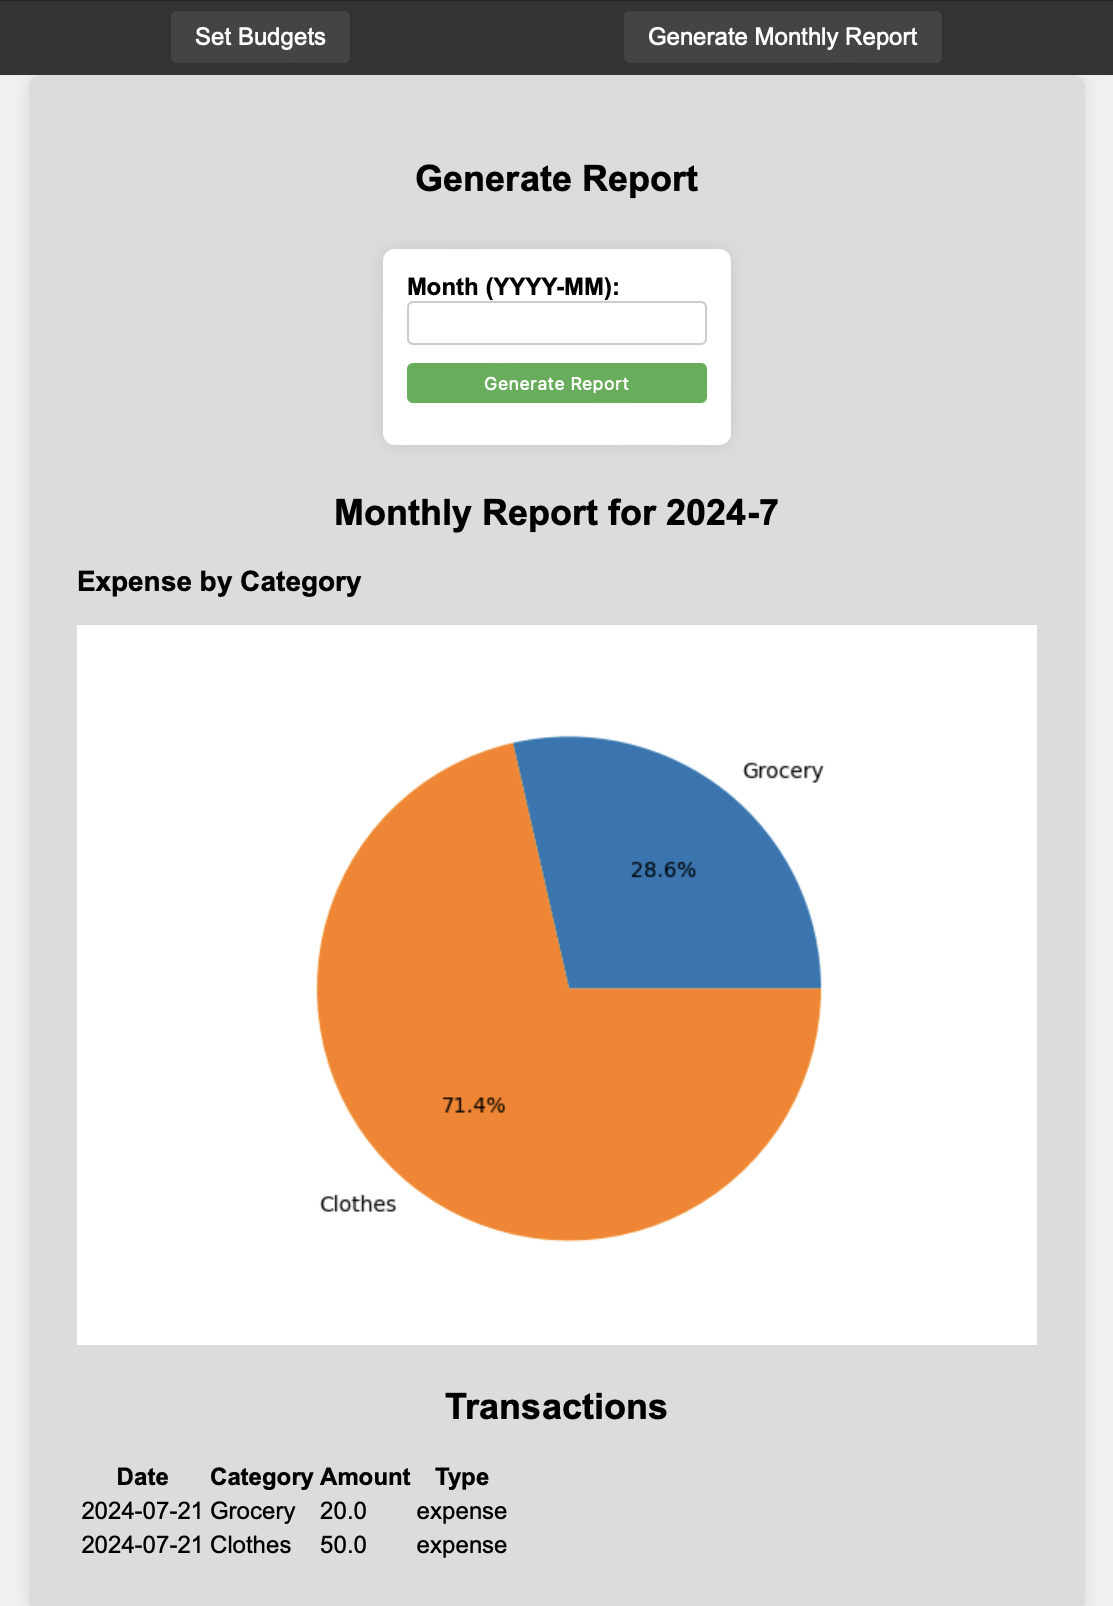 Set Budgets Generate Monthly Report
Generate Report
Month (YYYY-MM):
Generate Report
Monthly Report for 2024-7
Expense by Category
Grocery
28.6%
71.4%
Clothes
Transactions
Date Category Amount Type
2024-07-21 Grocery 20.0 expense
2024-07-21 Clothes 50.0 expense